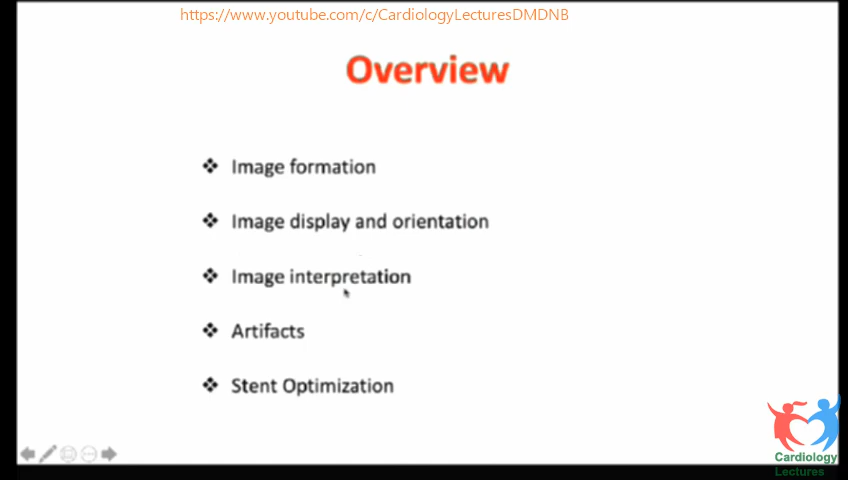 https://www.youtube.com/c/CardiologyLecturesDMDNB
Overview
Image formation
Image display and orientation
Image interpretation
Artifacts
Stent Optimization
Cardiology
Lectures